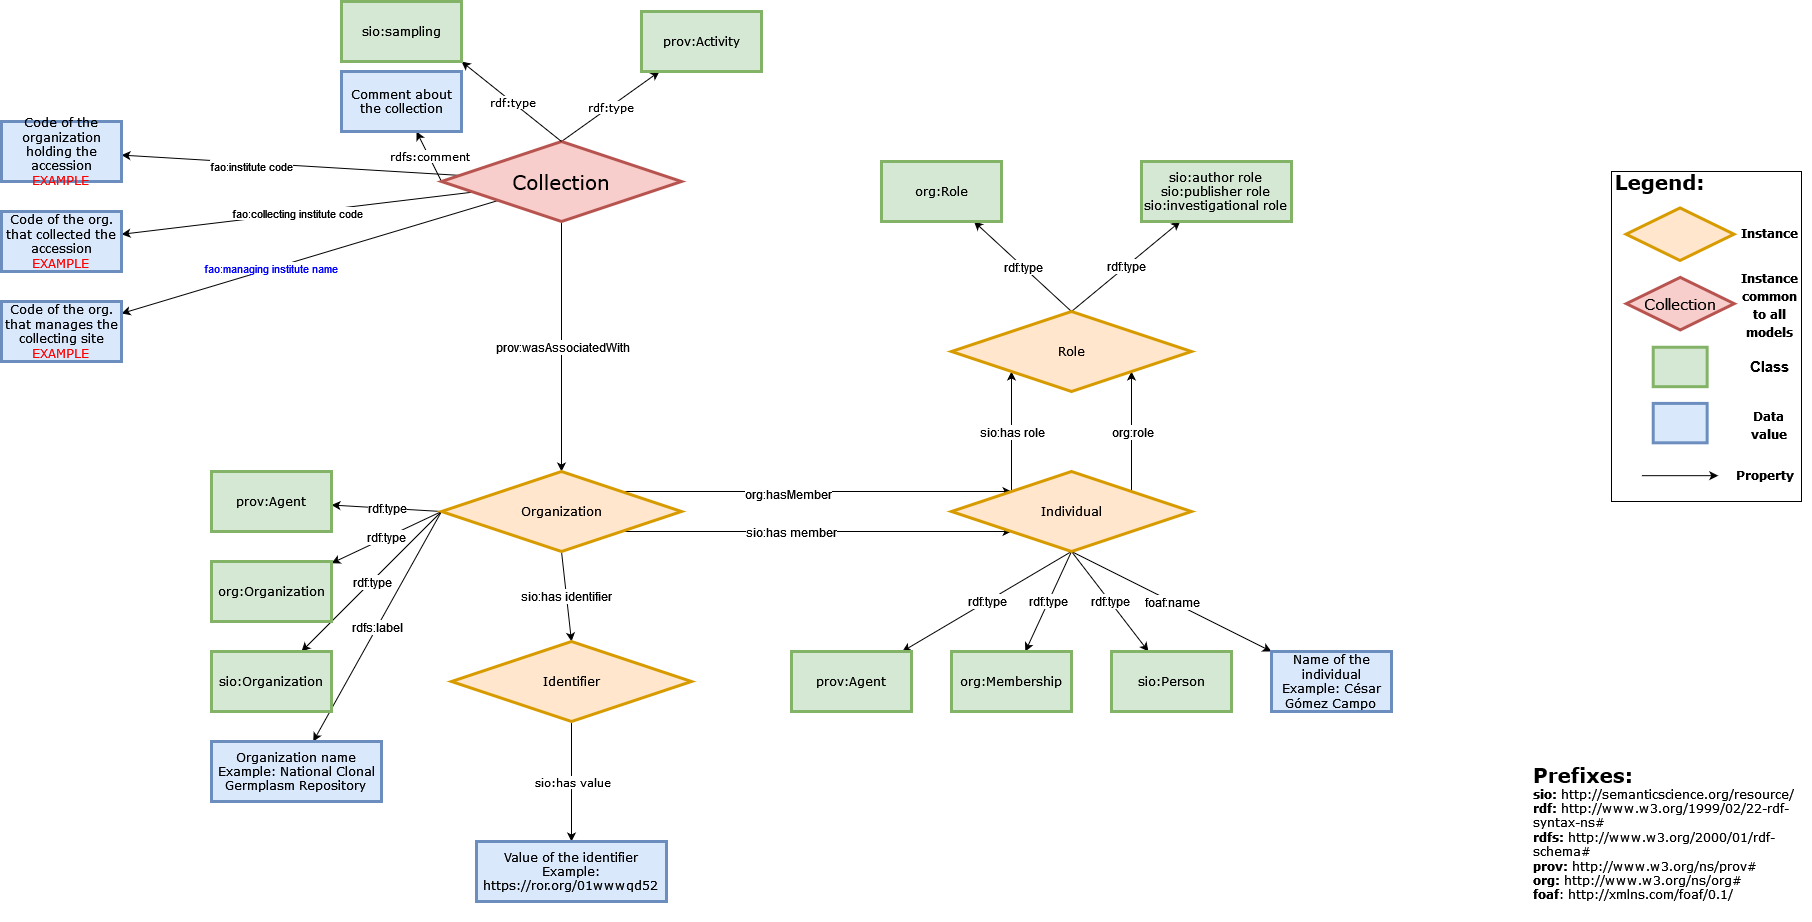 sio:sampling
prov:Activity
Comment about
the collection
rdf:type
rdf:type
rdfs:comment
Code of the
organization
holding the
accession
EXAMPLE
fao:institute code
Collection
Code of the org.
that collected the
accession
EXAMPLE
fao:collecting institute code
fao:managing institute name
Code of the org.
that manages the
collecting site
EXAMPLE
prov:wasAssociatedWith
org:Role
sio:author role
sio:publisher role
sio:investigational role
rdf:type
rdf:type
Role
sio:has role
org:role
prov:Agent
rdf:type
Organization
org:hasMember
sio:has member
Individual
rdf:type
org:Organization
rdf:type
rdfs:label
sio:has identifier
rdf:type
rdf:type
rdf:type
foaf:name
sio:Organization
Identifier
prov:Agent
org:Membership
sio:Person
Name of the
individual
Example: César
Gómez Campo
Organization name
Example: National Clonal
Germplasm Repository
sio:has value
Value of the identifier
Example:
https://ror.org/01wwwqd52
Legend:
Instance
Collection
Instance
common
to all
models
Class
Data
value
Property
Prefixes:
sio: http://semanticscience.org/resource/
rdf: http://www.w3.org/1999/02/22-rdf-
syntax-ns#
rdfs: http://www.w3.org/2000/01/rdf-
schema#
prov: http://www.w3.org/ns/prov#
org: http://www.w3.org/ns/org#
foaf: http://xmlns.com/foaf/0.1/